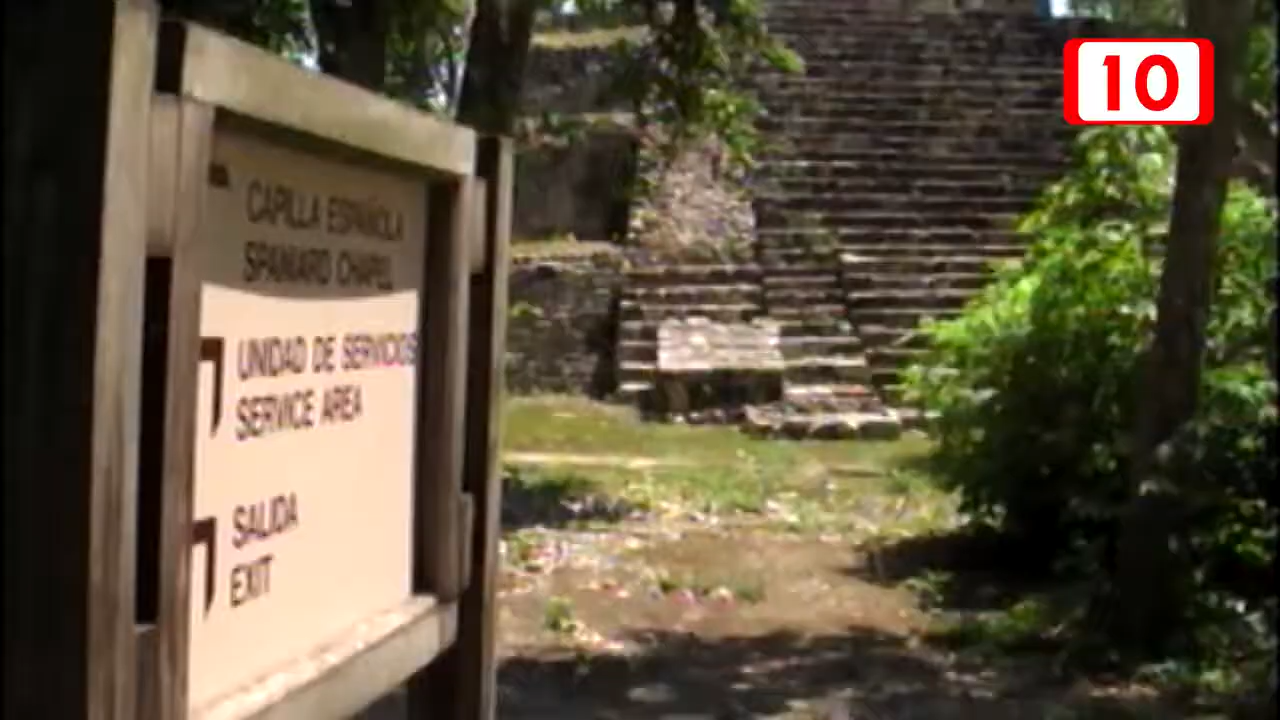 CAPILLA ESPAÑOLA
SPANIARD CHAPEL
UNIDAD DE SERVICIOS
SERVICE AREA
SALIDA
EXIT
10